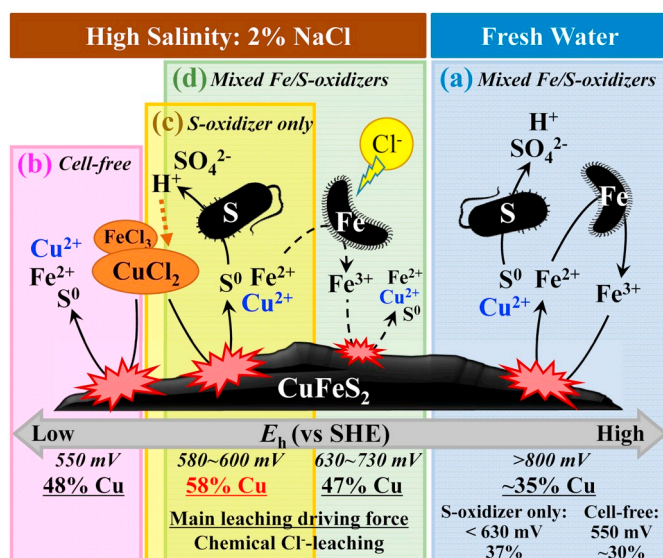 High Salinity: 2% NaCl
Fresh Water
(d) Mixed Fe/S-oxidizers
(a) Mixed Fe/S-oxidizers
(c) S-oxidizer only
(b) Cell-free
H⁺
SO₄²⁻
Cl⁻
H⁺
SO₄²⁻
S
Fe
S
Fe
FeCl₃
CuCl₂
Cu²⁺
Fe²⁺
S⁰
S⁰ Fe²⁺
Cu²⁺
Fe³⁺
Fe²⁺
Cu²⁺
S⁰
S⁰ Fe²⁺
Cu²⁺
Fe³⁺
CuFeS₂
Low
Eₕ (vs SHE)
High
550 mV
580~600 mV
630~730 mV
>800 mV
48% Cu
58% Cu
47% Cu
~35% Cu
Main leaching driving force
Chemical Cl⁻-leaching
S-oxidizer only:
< 630 mV
37%
Cell-free:
550 mV
~30%